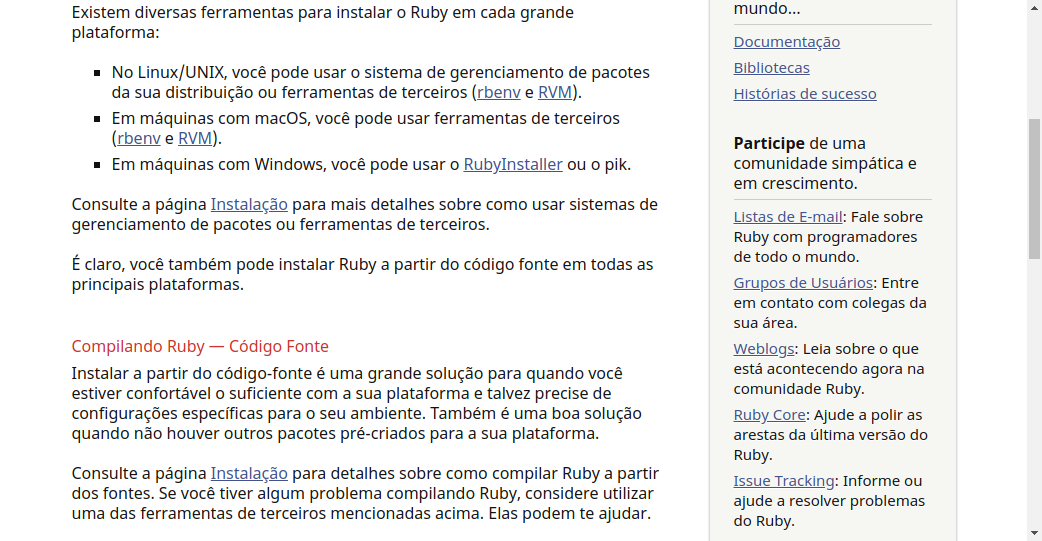 Existem diversas ferramentas para instalar o Ruby em cada grande
plataforma:
No Linux/UNIX, você pode usar o sistema de gerenciamento de pacotes
da sua distribuição ou ferramentas de terceiros (rbenv e RVM).
Em máquinas com macOS, você pode usar ferramentas de terceiros
(rbenv e RVM).
Em máquinas com Windows, você pode usar o RubyInstaller ou o pik.
Consulte a página Instalação para mais detalhes sobre como usar sistemas de
gerenciamento de pacotes ou ferramentas de terceiros.
É claro, você também pode instalar Ruby a partir do código fonte em todas as
principais plataformas.
Compilando Ruby — Código Fonte
Instalar a partir do código-fonte é uma grande solução para quando você
estiver confortável o suficiente com a sua plataforma e talvez precise de
configurações específicas para o seu ambiente. Também é uma boa solução
quando não houver outros pacotes pré-criados para a sua plataforma.
Consulte a página Instalação para detalhes sobre como compilar Ruby a partir
dos fontes. Se você tiver algum problema compilando Ruby, considere utilizar
uma das ferramentas de terceiros mencionadas acima. Elas podem te ajudar.
mundo...
Documentação
Bibliotecas
Histórias de sucesso
Participe de uma
comunidade simpática e
em crescimento.
Listas de E-mail: Fale sobre
Ruby com programadores
de todo o mundo.
Grupos de Usuários: Entre
em contato com colegas da
sua área.
Weblogs: Leia sobre o que
está acontecendo agora na
comunidade Ruby.
Ruby Core: Ajude a polir as
arestas da última versão do
Ruby.
Issue Tracking: Informe ou
ajude a resolver problemas
do Ruby.